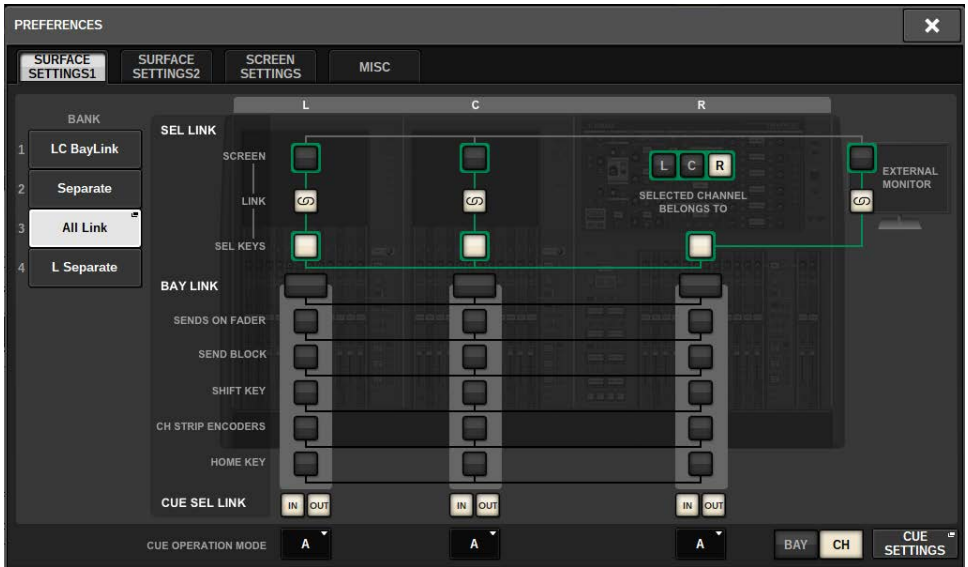 PREFERENCES
SURFACE SETTINGS1
SURFACE SETTINGS2
SCREEN SETTINGS
MISC
L
C
R
BANK
1 LC BayLink
2 Separate
3 All Link
4 L Separate
SEL LINK
SCREEN
L C R
SELECTED CHANNEL
BELONGS TO
EXTERNAL
MONITOR
LINK
SEL KEYS
BAY LINK
SENDS ON FADER
SEND BLOCK
SHIFT KEY
CH STRIP ENCODERS
HOME KEY
CUE SEL LINK
IN OUT
IN OUT
IN OUT
CUE OPERATION MODE
A
A
A
BAY CH
CUE
SETTINGS